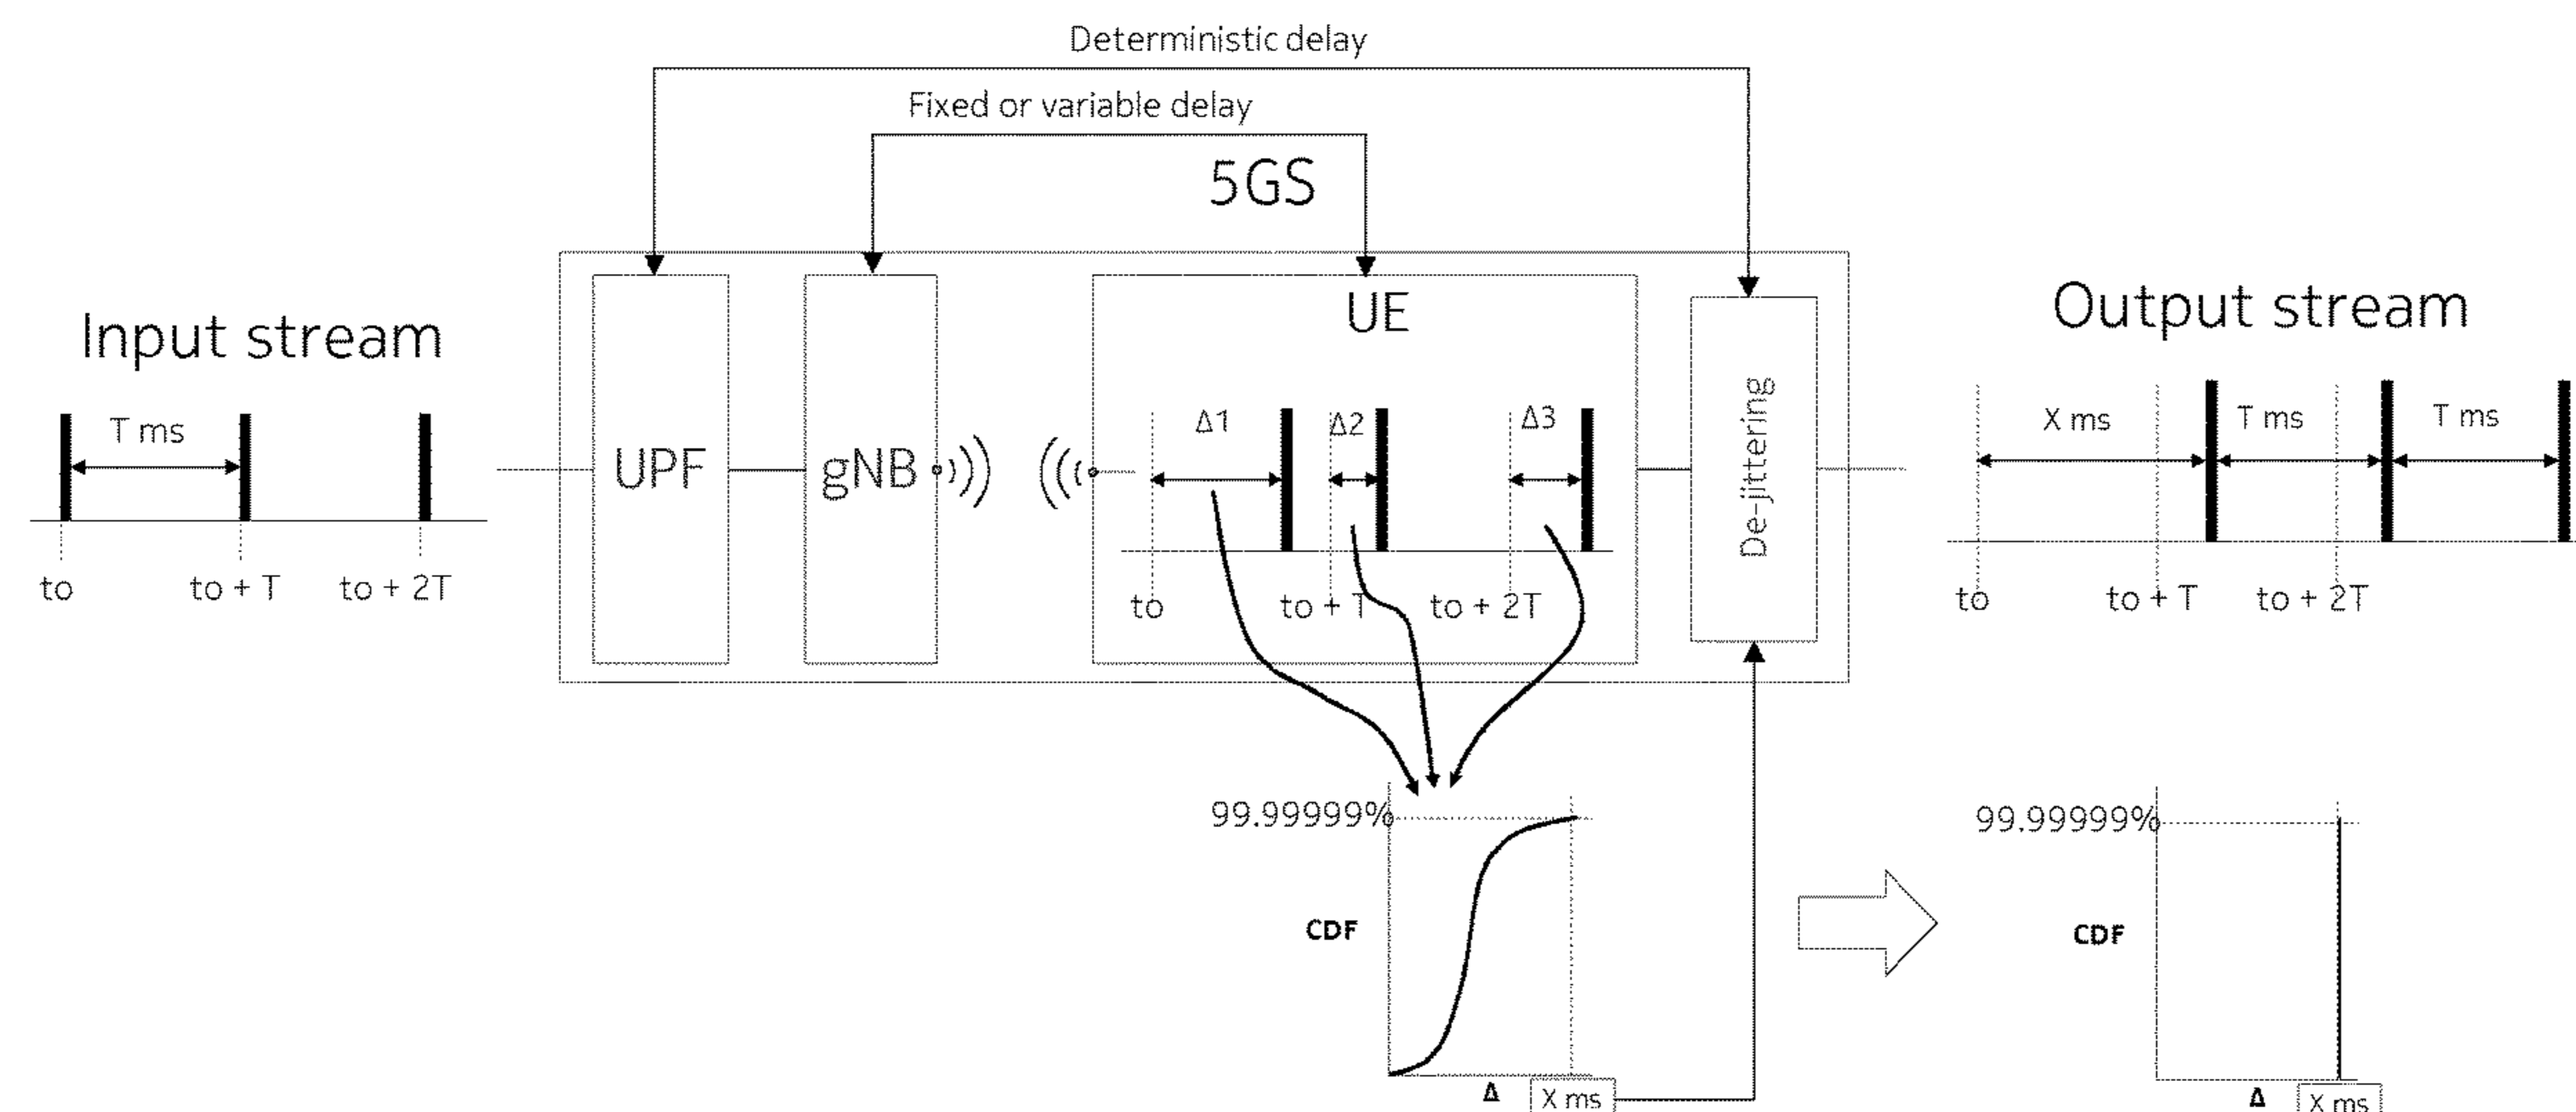 Deterministic delay
Fixed or variable delay
5GS
Input stream
T ms
to
to + T
to + 2T
UPF
gNB
UE
Δ1
Δ2
Δ3
to
to + T
to + 2T
De-jittering
Output stream
X ms
T ms
T ms
to
to + T
to + 2T
99.99999%
CDF
Δ
X ms
99.99999%
CDF
Δ
X ms